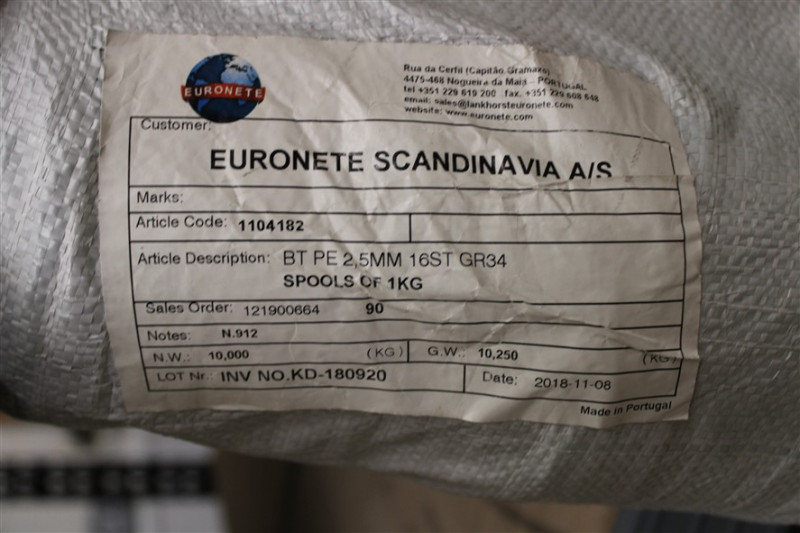 EURONETE
Rua da Cerfil (Capitão Gramaxo)
4475-468 Nogueira da Maia – PORTUGAL
tel +351 229 619 200 fax. +351 229 608 648
email: sales@lankhorsteuronete.com
website: www.euronete.com
Customer:
EURONETE SCANDINAVIA A/S
Marks:
Article Code: 1104182
Article Description: BT PE 2,5MM 16ST GR34
SPOOLS OF 1KG
Sales Order: 121900664 90
Notes: N.912
N.W.: 10,000 (KG) G.W.: 10,250 (KG)
LOT Nr.: INV NO.KD-180920 Date: 2018-11-08
Made in Portugal